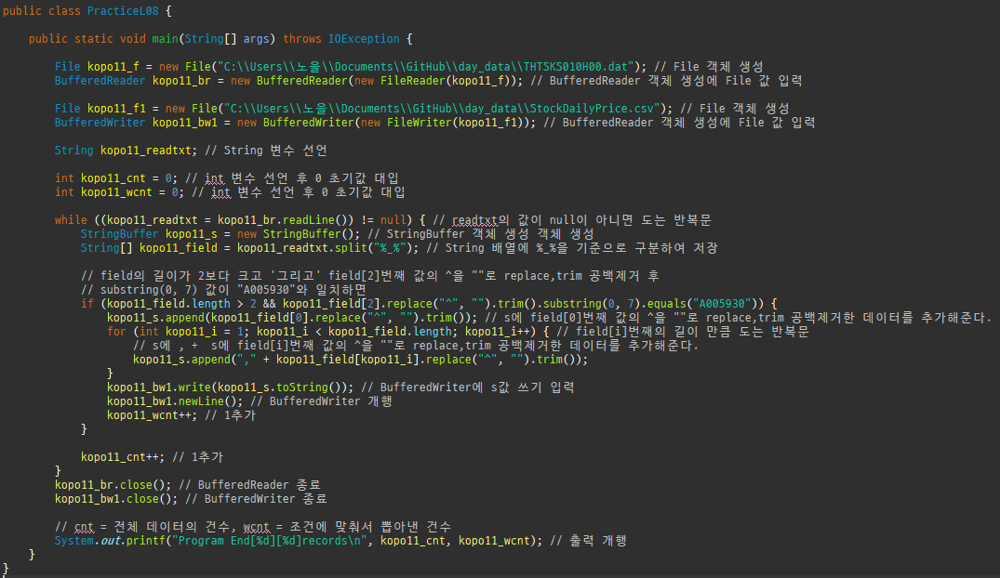 public class PracticeL08 {
public static void main(String[] args) throws IOException {
File kopo11_f = new File("C:\\Users\\노을\\Documents\\GitHub\\day_data\\THTSKS010H00.dat"); // File 객체 생성
BufferedReader kopo11_br = new BufferedReader(new FileReader(kopo11_f)); // BufferedReader 객체 생성에 File 값 입력
File kopo11_f1 = new File("C:\\Users\\노을\\Documents\\GitHub\\day_data\\StockDailyPrice.csv"); // File 객체 생성
BufferedWriter kopo11_bw1 = new BufferedWriter(new FileWriter(kopo11_f1)); // BufferedReader 객체 생성에 File 값 입력
String kopo11_readtxt; // String 변수 선언
int kopo11_cnt = 0; // int 변수 선언 후 0 초기값 대입
int kopo11_wcnt = 0; // int 변수 선언 후 0 초기값 대입
while ((kopo11_readtxt = kopo11_br.readLine()) != null) { // readtxt의 값이 null이 아니면 도는 반복문
StringBuffer kopo11_s = new StringBuffer(); // StringBuffer 객체 생성 객체 생성
String[] kopo11_field = kopo11_readtxt.split("%_%"); // String 배열에 %_%을 기준으로 구분하여 저장
// field의 길이가 2보다 크고 '그리고' field[2]번째 값의 ^을 ""로 replace,trim 공백제거 후
// substring(0, 7) 값이 "A005930"와 일치하면
if (kopo11_field.length > 2 && kopo11_field[2].replace("^", "").trim().substring(0, 7).equals("A005930")) {
kopo11_s.append(kopo11_field[0].replace("^", "").trim()); // s에 field[0]번째 값의 ^을 ""로 replace,trim 공백제거한 데이터를 추가해준다.
for (int kopo11_i = 1; kopo11_i < kopo11_field.length; kopo11_i++) { // field[i]번째의 길이 만큼 도는 반복문
// s에 , +  s에 field[i]번째 값의 ^을 ""로 replace,trim 공백제거한 데이터를 추가해준다.
kopo11_s.append("," + kopo11_field[kopo11_i].replace("^", "").trim());
}
kopo11_bw1.write(kopo11_s.toString()); // BufferedWriter에 s값 쓰기 입력
kopo11_bw1.newLine(); // BufferedWriter 개행
kopo11_wcnt++; // 1추가
}
kopo11_cnt++; // 1추가
}
kopo11_br.close(); // BufferedReader 종료
kopo11_bw1.close(); // BufferedWriter 종료
// cnt = 전체 데이터의 건수, wcnt = 조건에 맞춰서 뽑아낸 건수
System.out.printf("Program End[%d][%d]records\n", kopo11_cnt, kopo11_wcnt); // 출력 개행
}
}